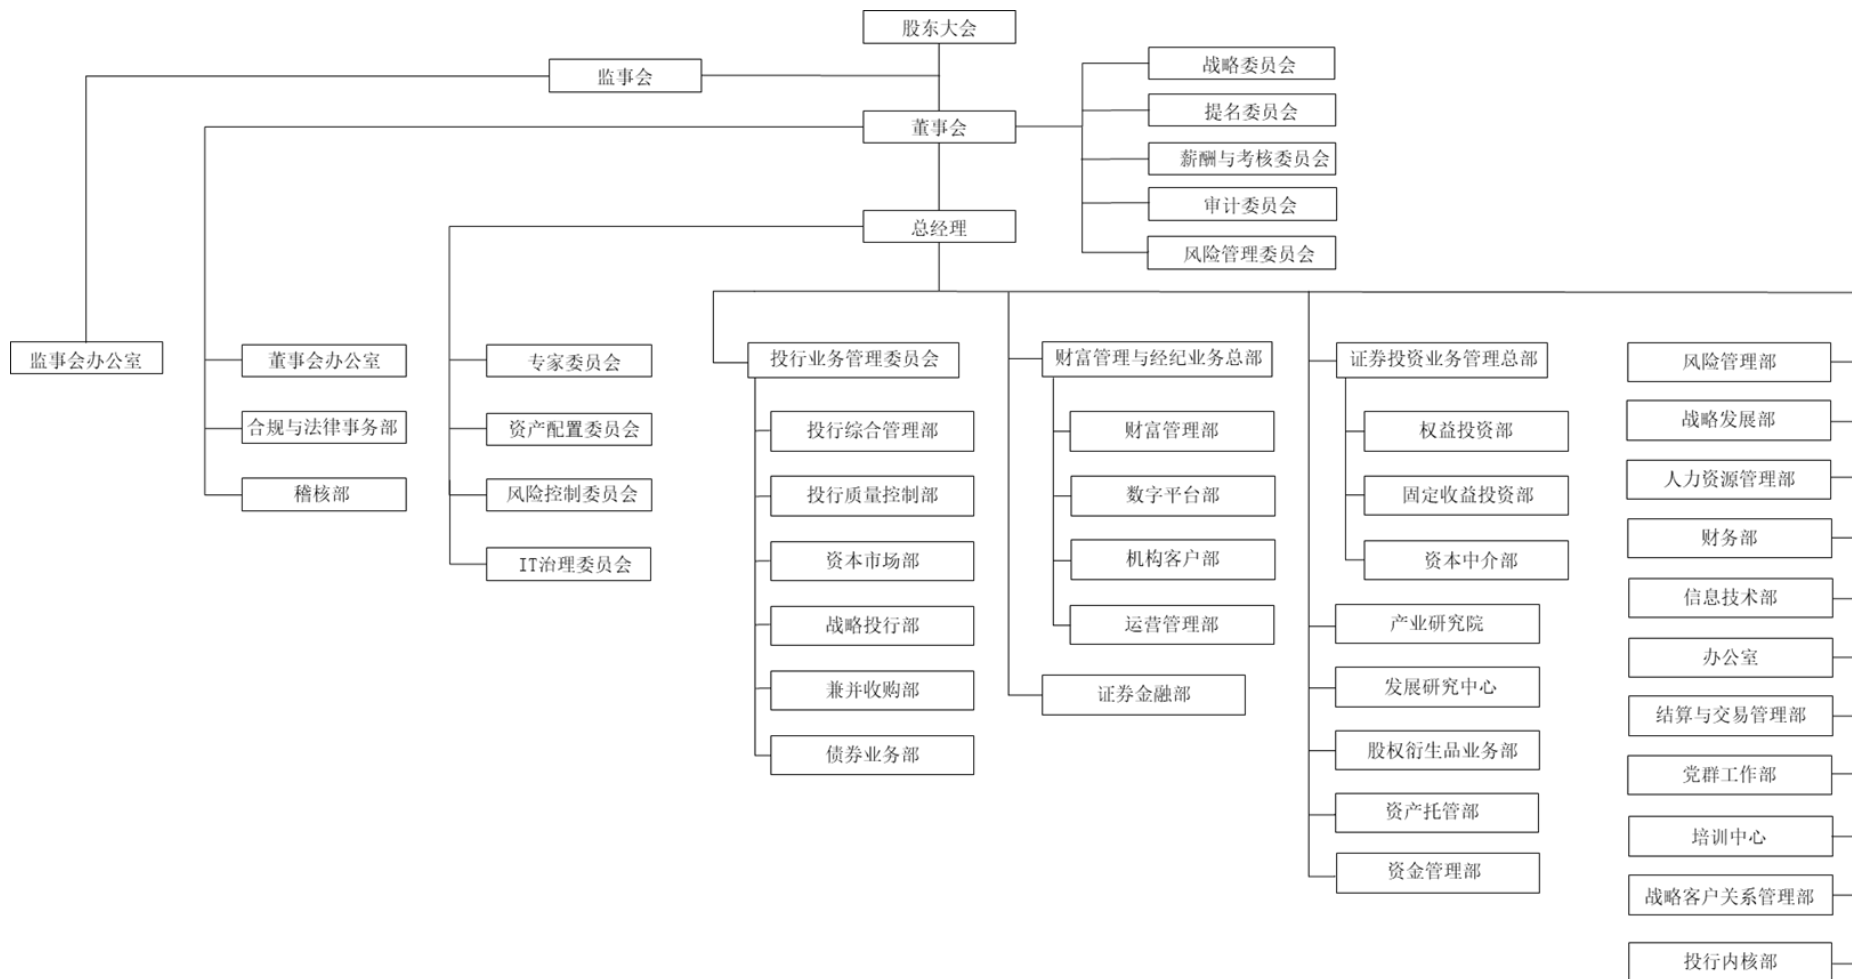 股东大会
监事会
战略委员会
提名委员会
董事会
薪酬与考核委员会
审计委员会
总经理
风险管理委员会
监事会办公室
董事会办公室
合规与法律事务部
稽核部
专家委员会
资产配置委员会
风险控制委员会
IT治理委员会
投行业务管理委员会
投行综合管理部
投行质量控制部
资本市场部
战略投行部
兼并收购部
债券业务部
财富管理与经纪业务总部
财富管理部
数字平台部
机构客户部
运营管理部
证券金融部
证券投资业务管理总部
权益投资部
固定收益投资部
资本中介部
产业研究院
发展研究中心
股权衍生品业务部
资产托管部
资金管理部
风险管理部
战略发展部
人力资源管理部
财务部
信息技术部
办公室
结算与交易管理部
党群工作部
培训中心
战略客户关系管理部
投行内核部